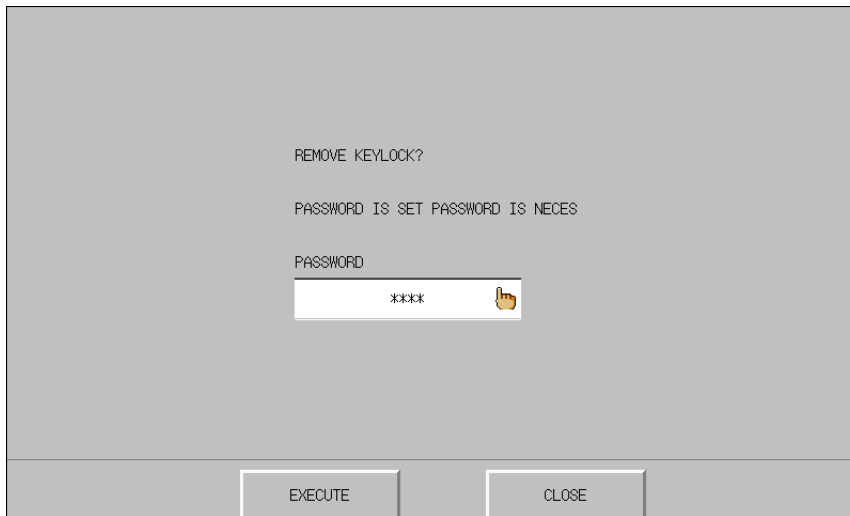 REMOVE KEYLOCK?
PASSWORD IS SET PASSWORD IS NECES
PASSWORD
****
EXECUTE CLOSE